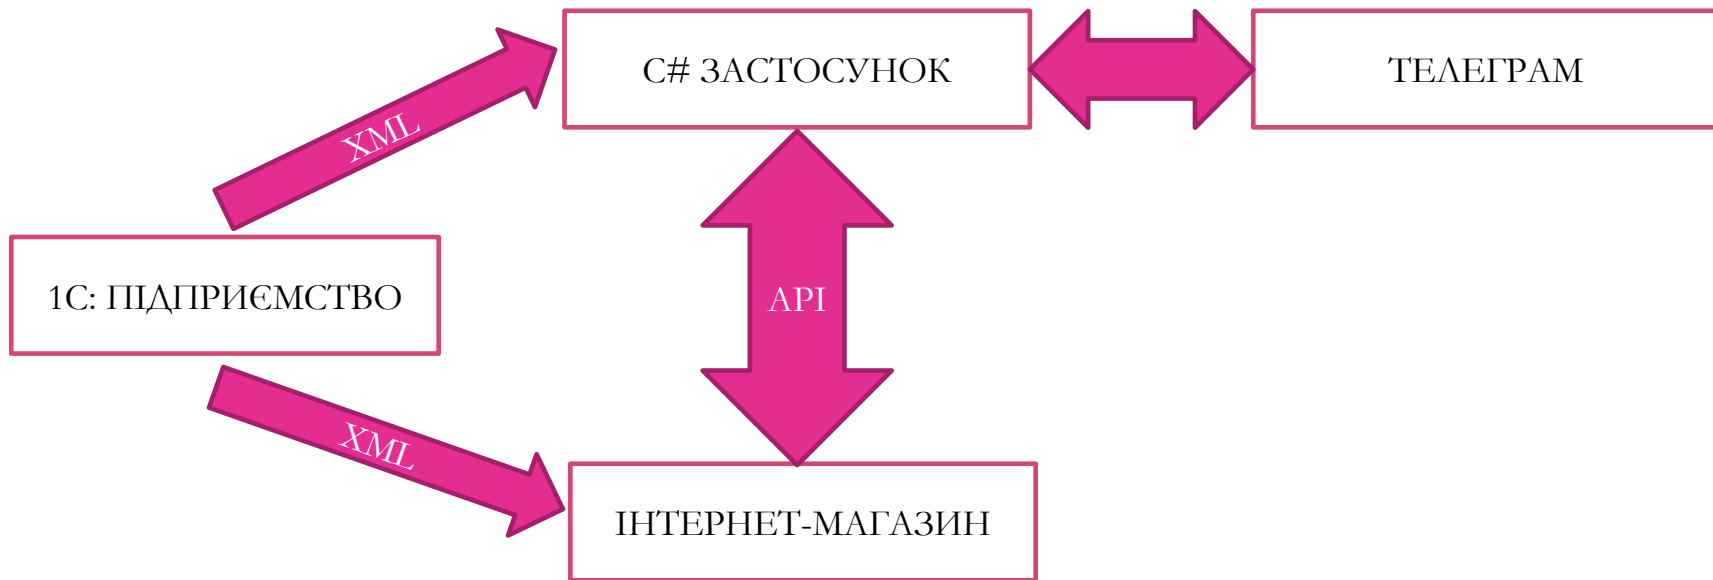 С# ЗАСТОСУНОК
ТЕЛЕГРАМ
XML
1С: ПІДПРИЄМСТВО
API
XML
ІНТЕРНЕТ-МАГАЗИН